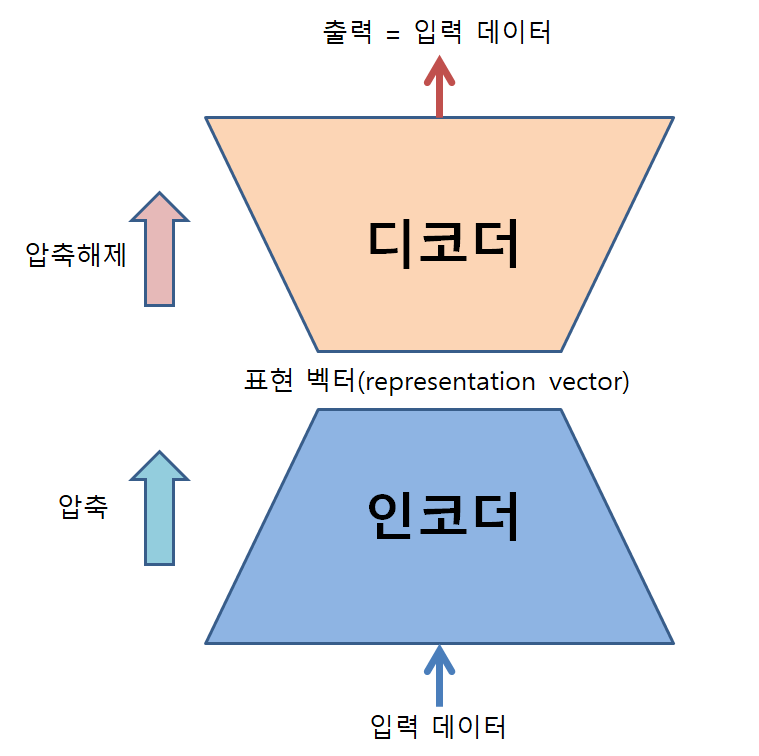 출력 = 입력 데이터
디코더
압축해제
표현 벡터(representation vector)
인코더
압축
입력 데이터